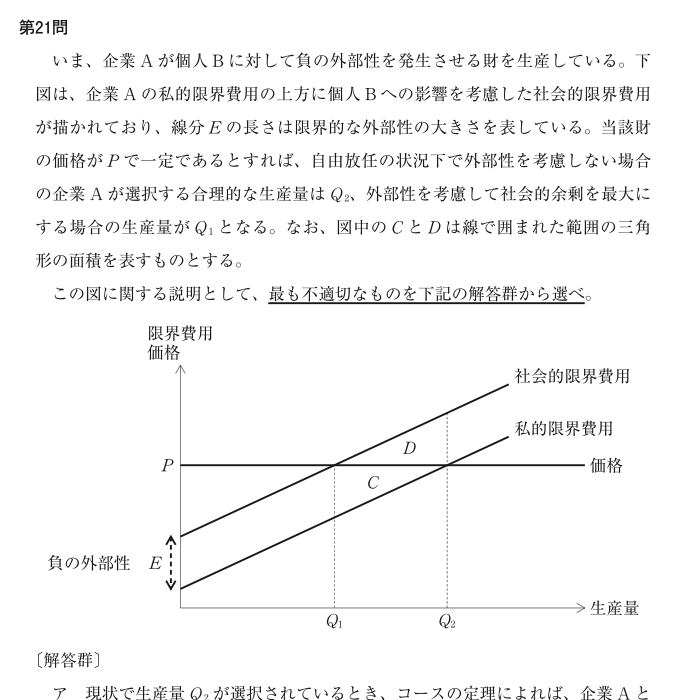 第21問
いま、企業 A が個人 B に対して負の外部性を発生させる財を生産している。下
図は、企業 A の私的限界費用の上方に個人 B への影響を考慮した社会的限界費用
が描かれており、線分 E の長さは限界的な外部性の大きさを表している。当該財
の価格が P で一定であるとすれば、自由放任の状況下で外部性を考慮しない場合
の企業 A が選択する合理的な生産量は Q₂、外部性を考慮して社会的余剰を最大に
する場合の生産量が Q₁ となる。なお、図中の C と D は線で囲まれた範囲の三角
形の面積を表すものとする。
この図に関する説明として、最も不適切なものを下記の解答群から選べ。
限界費用
価格
社会的限界費用
私的限界費用
D
P
価格
C
負の外部性 E
生産量
Q₁
Q₂
〔解答群〕
ア 現状で生産量 Q₂ が選択されているとき、コースの定理によれば、企業 A と